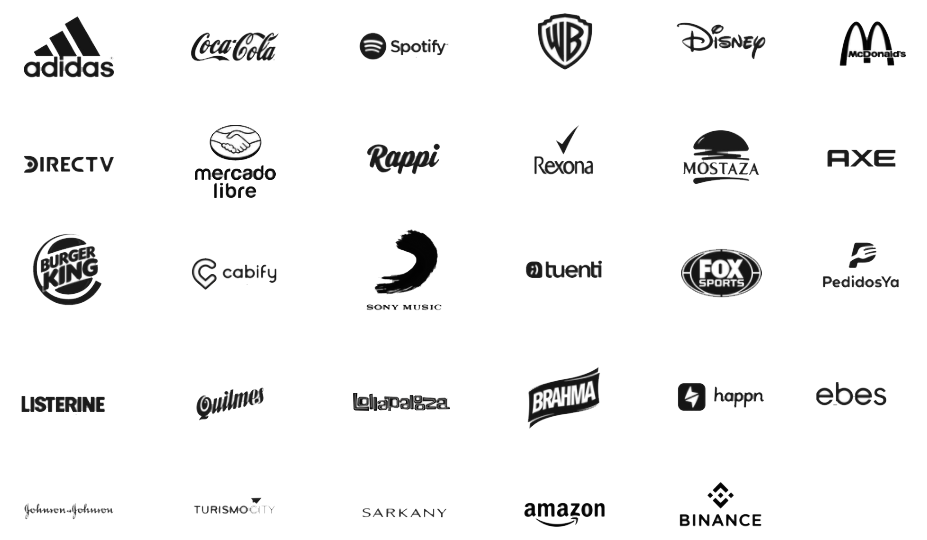 adidas
Coca-Cola
Spotify
WB
Disney
McDonald's
DIRECTV
mercado
libre
Rappi
Rexona
MOSTAZA
AXE
BURGER
KING
cabify
SONY MUSIC
tuenti
FOX
SPORTS
PedidosYa
LISTERINE
Quilmes
Lollapalooza
BRAHMA
happn
ebes
Johnson & Johnson
TURISMOCITY
SARKANY
amazon
BINANCE